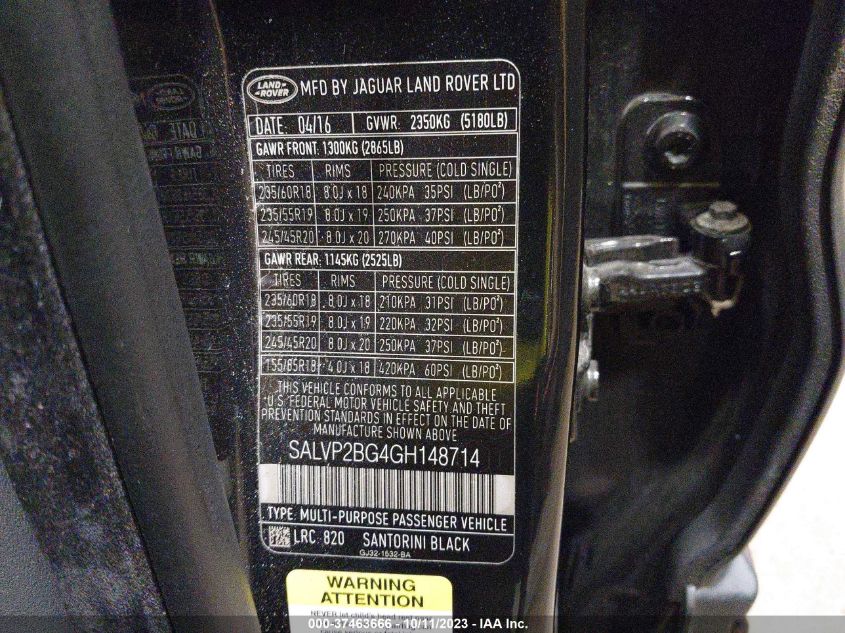 LAND ROVER MFD BY JAGUAR LAND ROVER LTD
DATE: 04/16 GVWR: 2350KG (5180LB)
GAWR FRONT: 1300KG (2865LB)
TIRES RIMS PRESSURE (COLD SINGLE)
235/60R18 8.0J x 18 240KPA 35PSI (LB/PO²)
235/55R19 8.0J x 19 250KPA 37PSI (LB/PO²)
245/45R20 8.0J x 20 270KPA 40PSI (LB/PO²)
GAWR REAR: 1145KG (2525LB)
TIRES RIMS PRESSURE (COLD SINGLE)
235/60R18 8.0J x 18 210KPA 31PSI (LB/PO²)
235/55R19 8.0J x 19 220KPA 32PSI (LB/PO²)
245/45R20 8.0J x 20 250KPA 37PSI (LB/PO²)
155/85R18 4.0J x 18 420KPA 60PSI (LB/PO²)
THIS VEHICLE CONFORMS TO ALL APPLICABLE
U.S. FEDERAL MOTOR VEHICLE SAFETY AND THEFT
PREVENTION STANDARDS IN EFFECT ON THE DATE OF
MANUFACTURE SHOWN ABOVE
SALVP2BG4GH148714
TYPE: MULTI-PURPOSE PASSENGER VEHICLE
LRC: 820 SANTORINI BLACK
GJ32-1532-BA
WARNING
ATTENTION
NEVER let child's head
000-37463666 - 10/11/2023 - IAA Inc.